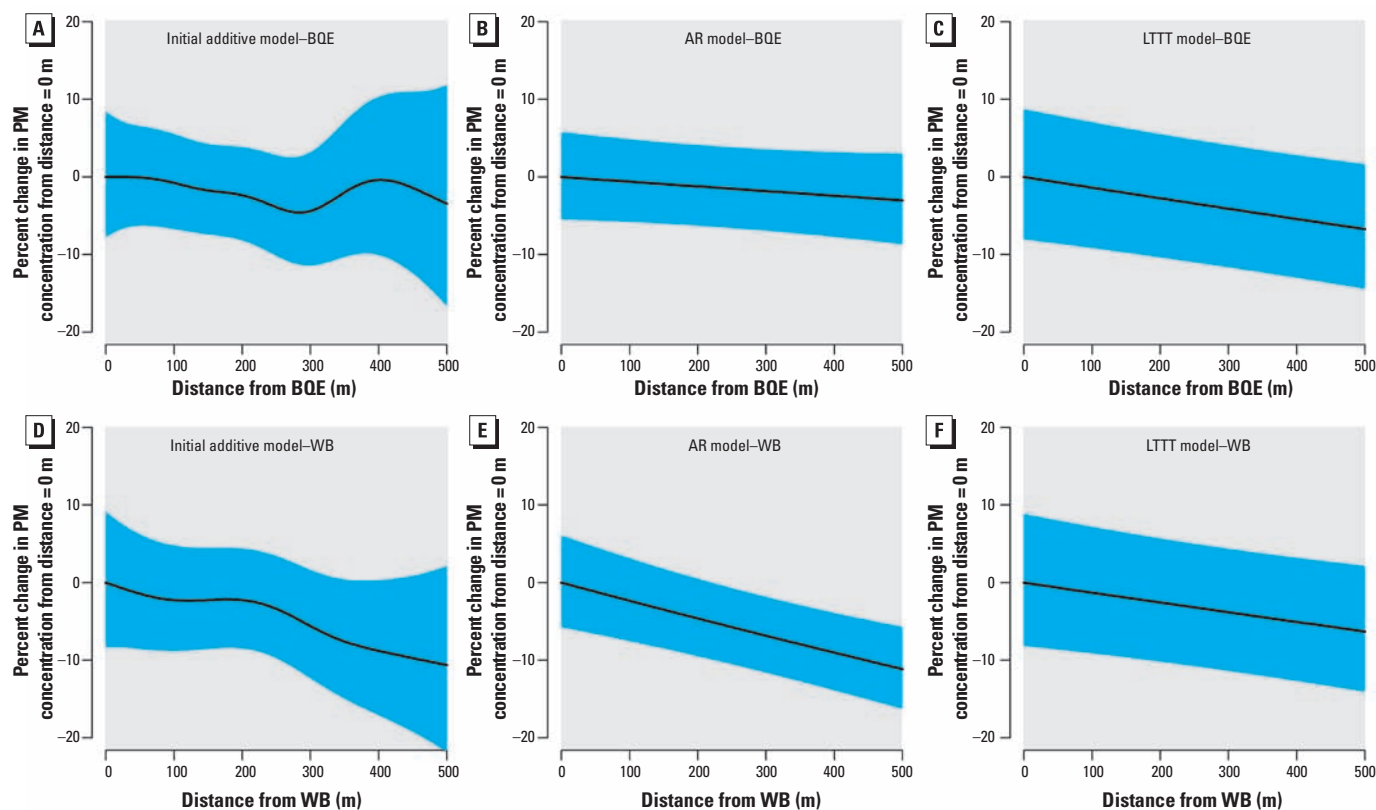 A
Initial additive model–BQE
Percent change in PM
concentration from distance = 0 m
20
10
0
–10
–20
0 100 200 300 400 500
Distance from BQE (m)
B
AR model–BQE
Percent change in PM
concentration from distance = 0 m
20
10
0
–10
–20
0 100 200 300 400 500
Distance from BQE (m)
C
LTTT model–BQE
Percent change in PM
concentration from distance = 0 m
20
10
0
–10
–20
0 100 200 300 400 500
Distance from BQE (m)
D
Initial additive model–WB
Percent change in PM
concentration from distance = 0 m
20
10
0
–10
–20
0 100 200 300 400 500
Distance from WB (m)
E
AR model–WB
Percent change in PM
concentration from distance = 0 m
20
10
0
–10
–20
0 100 200 300 400 500
Distance from WB (m)
F
LTTT model–WB
Percent change in PM
concentration from distance = 0 m
20
10
0
–10
–20
0 100 200 300 400 500
Distance from WB (m)